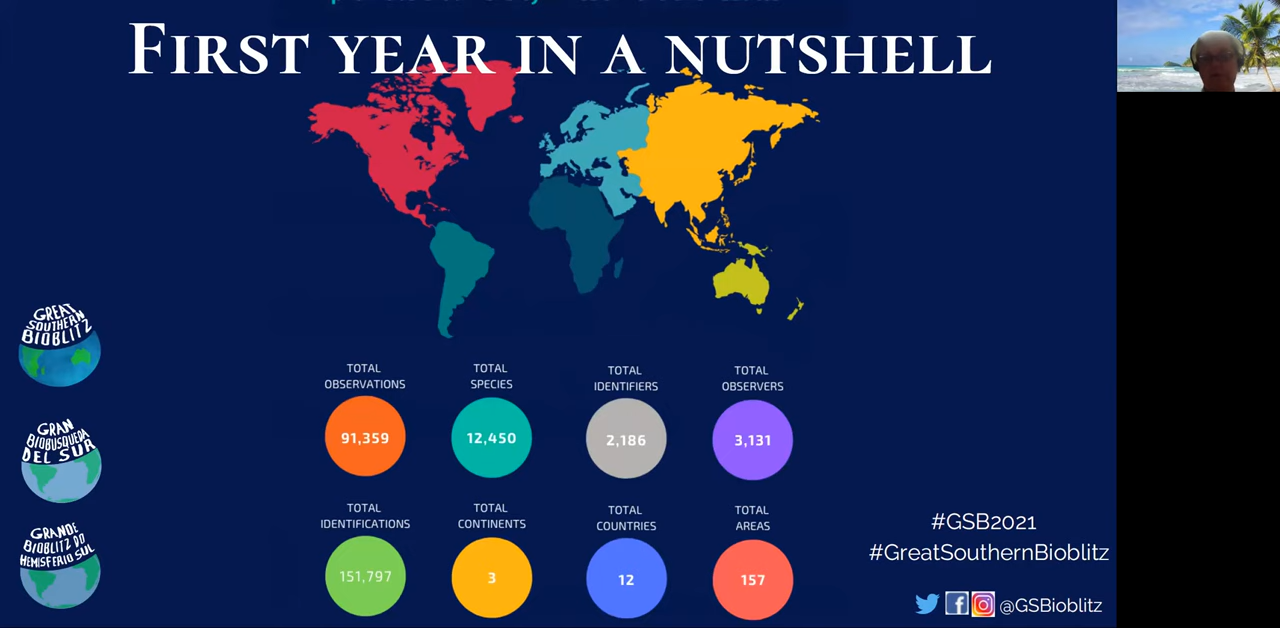 FIRST YEAR IN A NUTSHELL
GREAT
SOUTHERN
BIOBLITZ
GRAN
BIOBUSQUEDA
DEL SUR
GRANDE
BIOBLITZ DO
HEMISFERIO SUL
TOTAL
OBSERVATIONS
91,359
TOTAL
SPECIES
12,450
TOTAL
IDENTIFIERS
2,186
TOTAL
OBSERVERS
3,131
TOTAL
IDENTIFICATIONS
151,797
TOTAL
CONTINENTS
3
TOTAL
COUNTRIES
12
TOTAL
AREAS
157
#GSB2021
#GreatSouthernBioblitz
@GSBioblitz